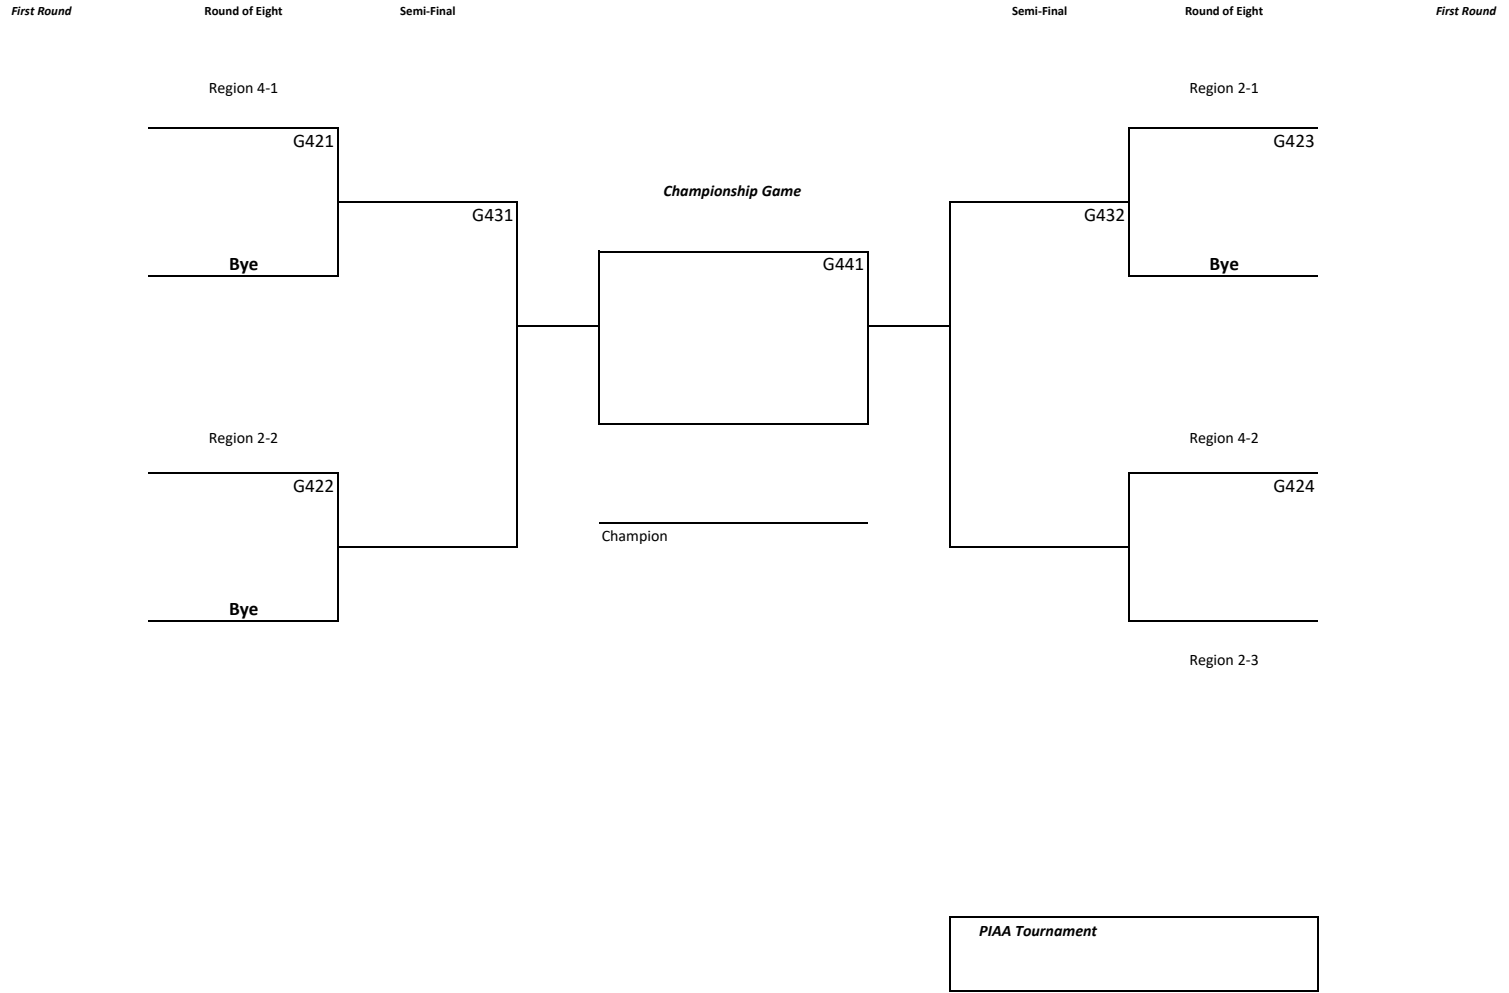 First Round Round of Eight Semi-Final Semi-Final Round of Eight First Round
Region 4-1 Region 2-1
G421 G423
Championship Game
G431 G432
Bye G441 Bye
Region 2-2 Region 4-2
G422 G424
Champion
Bye
Region 2-3
PIAA Tournament